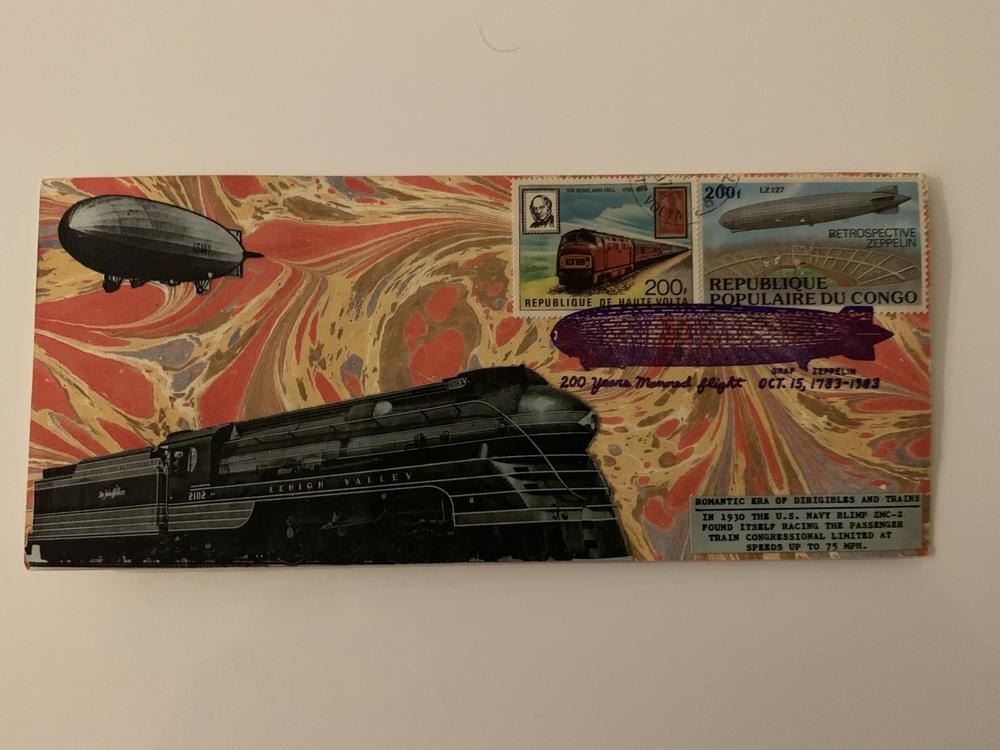 SIR ROWLAND HILL 1795-1879
200F
REPUBLIQUE DE HAUTE VOLTA
VOLTA
200f
LZ 127
RETROSPECTIVE
ZEPPELIN
REPUBLIQUE
POPULAIRE DU CONGO
GRAF ZEPPELIN
200 Years Manned flight OCT. 15, 1783-1983
2102
LEHIGH VALLEY
ROMANTIC ERA OF DIRIGIBLES AND TRAINS
IN 1930 THE U.S. NAVY BLIMP ZMC-2
FOUND ITSELF RACING THE PASSENGER
TRAIN CONGRESSIONAL LIMITED AT
SPEEDS UP TO 75 MPH.